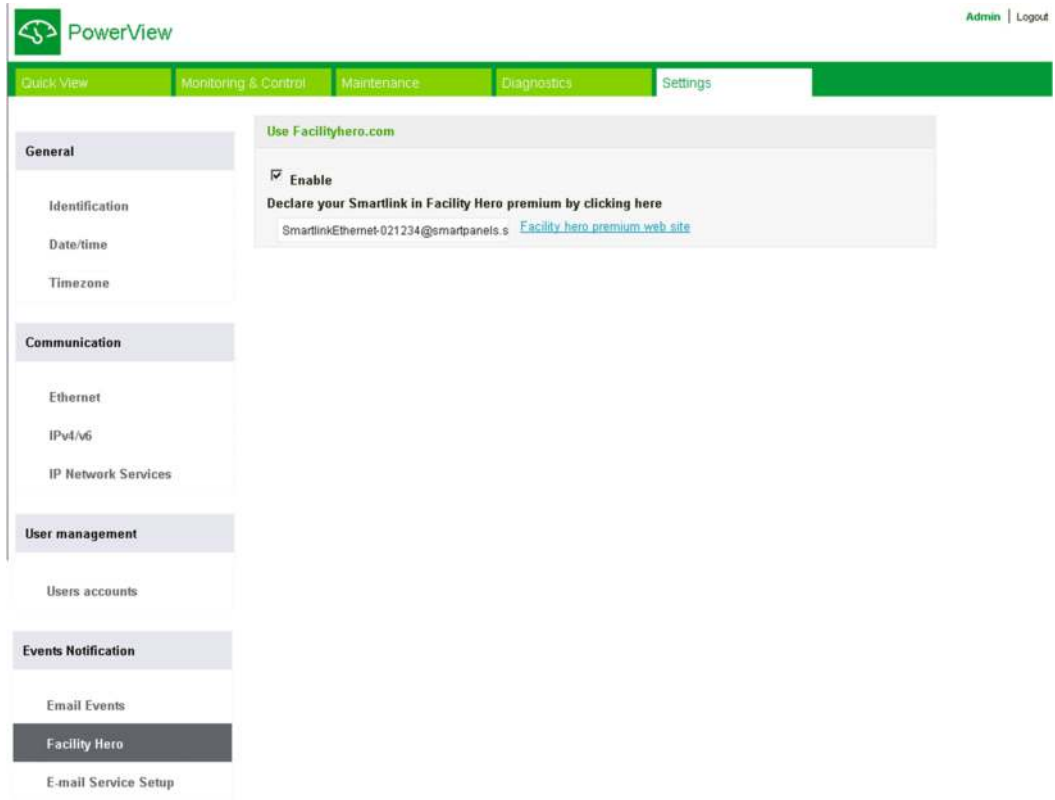 PowerView
Admin | Logout
Quick View Monitoring & Control Maintenance Diagnostics Settings
General
Identification
Date/time
Timezone
Communication
Ethernet
IPv4/v6
IP Network Services
User management
Users accounts
Events Notification
Email Events
Facility Hero
E-mail Service Setup
Use Facilityhero.com
Enable
Declare your Smartlink in Facility Hero premium by clicking here
SmartlinkEthernet-021234@smartpanels.s Facility hero premium web site